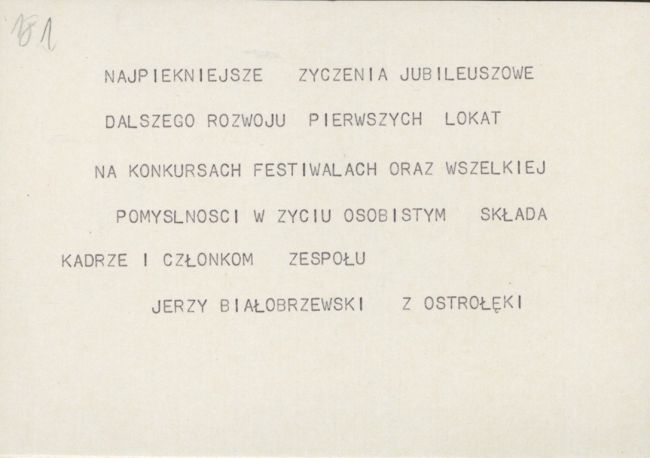 NAJPIEKNIEJSZE ZYCZENIA JUBILEUSZOWE
DALSZEGO ROZWOJU PIERWSZYCH LOKAT
NA KONKURSACH FESTIWALACH ORAZ WSZELKIEJ
POMYSLNOSCI W ZYCIU OSOBISTYM SKŁADA
KADRZE I CZŁONKOM ZESPOŁU
JERZY BIAŁOBRZEWSKI Z OSTROŁĘKI